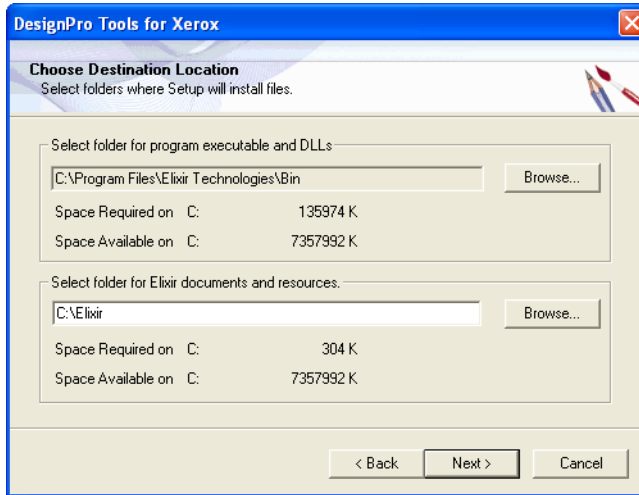 DesignPro Tools for Xerox
Choose Destination Location
Select folders where Setup will install files.
Select folder for program executable and DLLs
C:\Program Files\Elixir Technologies\Bin
Browse...
Space Required on C: 135974 K
Space Available on C: 7357992 K
Select folder for Elixir documents and resources.
C:\Elixir
Browse...
Space Required on C: 304 K
Space Available on C: 7357992 K
< Back Next > Cancel